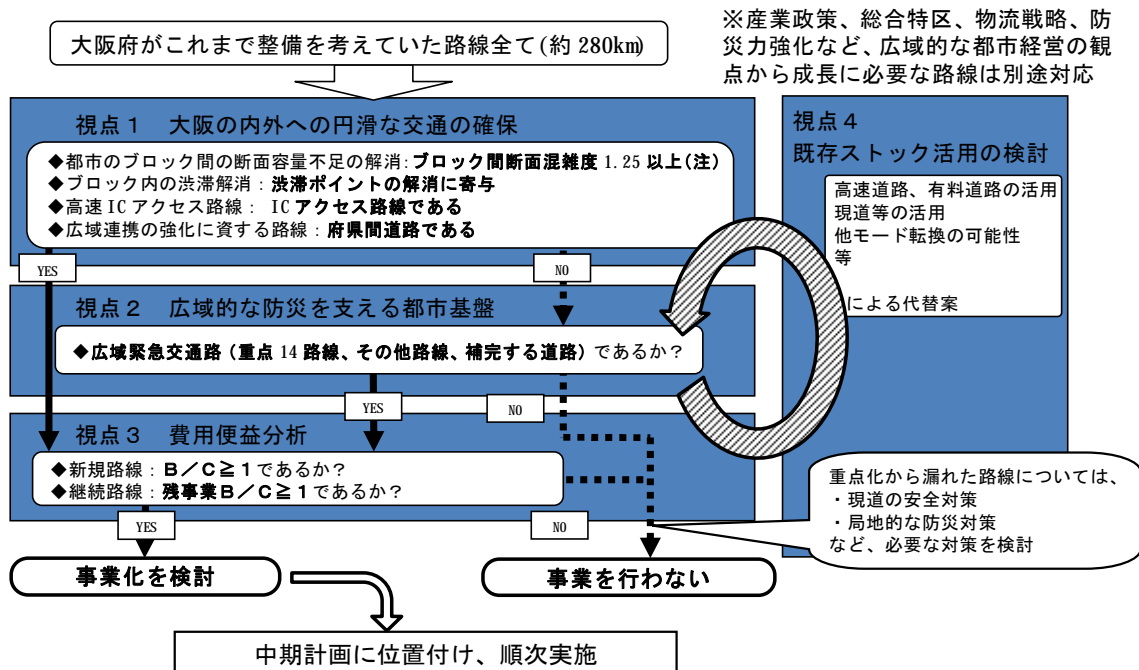 大阪府がこれまで整備を考えていた路線全て(約280km)
※産業政策、総合特区、物流戦略、防
災力強化など、広域的な都市経営の観
点から成長に必要な路線は別途対応
視点1 大阪の内外への円滑な交通の確保
◆都市のブロック間の断面容量不足の解消:ブロック間断面混雑度 1.25 以上(注)
◆ブロック内の渋滞解消:渋滞ポイントの解消に寄与
◆高速 IC アクセス路線: IC アクセス路線である
◆広域連携の強化に資する路線:府県間道路である
YES
NO
視点2 広域的な防災を支える都市基盤
◆広域緊急交通路(重点 14 路線、その他路線、補完する道路)であるか?
YES
NO
視点3 費用便益分析
◆新規路線:B/C≧1であるか?
◆継続路線:残事業B/C≧1であるか?
YES
NO
事業化を検討
事業を行わない
中期計画に位置付け、順次実施
視点4
既存ストック活用の検討
高速道路、有料道路の活用
現道等の活用
他モード転換の可能性
等
による代替案
重点化から漏れた路線については、
・現道の安全対策
・局地的な防災対策
など、必要な対策を検討